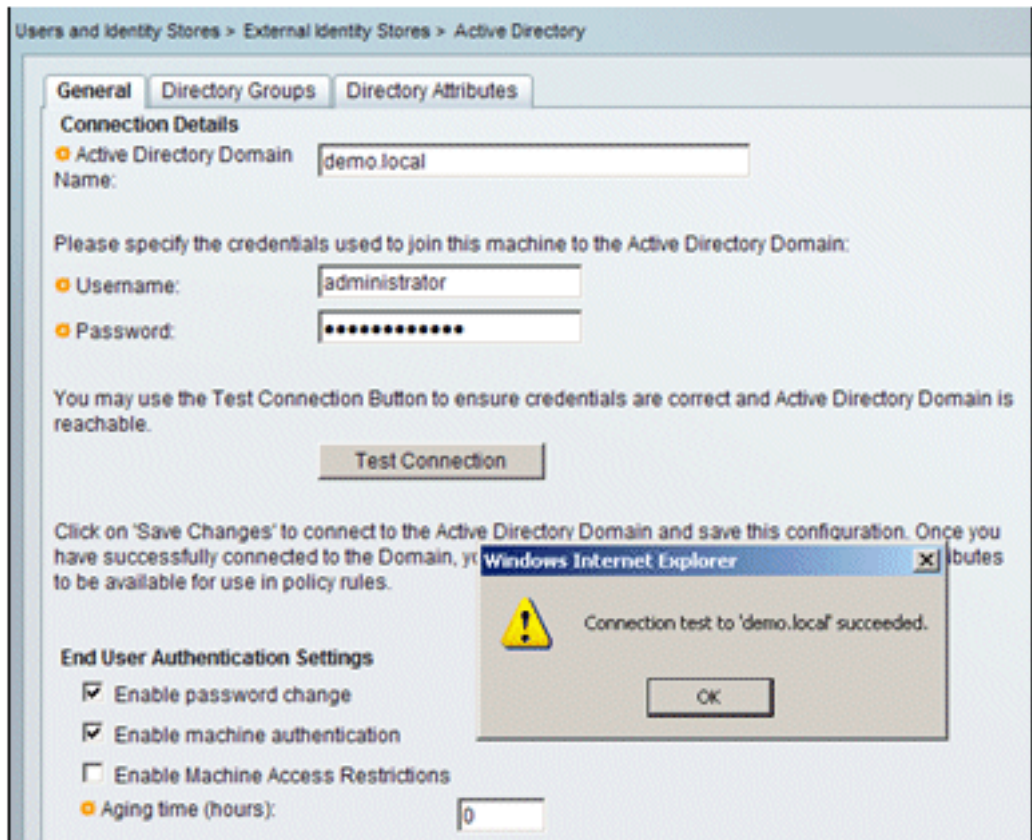 Users and Identity Stores > External Identity Stores > Active Directory
General Directory Groups Directory Attributes
Connection Details
Active Directory Domain
Name:
demo.local
Please specify the credentials used to join this machine to the Active Directory Domain:
Username:
administrator
Password:
••••••••••••
You may use the Test Connection Button to ensure credentials are correct and Active Directory Domain is
reachable.
Test Connection
Click on 'Save Changes' to connect to the Active Directory Domain and save this configuration. Once you
have successfully connected to the Domain,
to be available for use in policy rules.
Windows Internet Explorer
Connection test to 'demo.local' succeeded.
OK
End User Authentication Settings
Enable password change
Enable machine authentication
Enable Machine Access Restrictions
Aging time (hours):
0